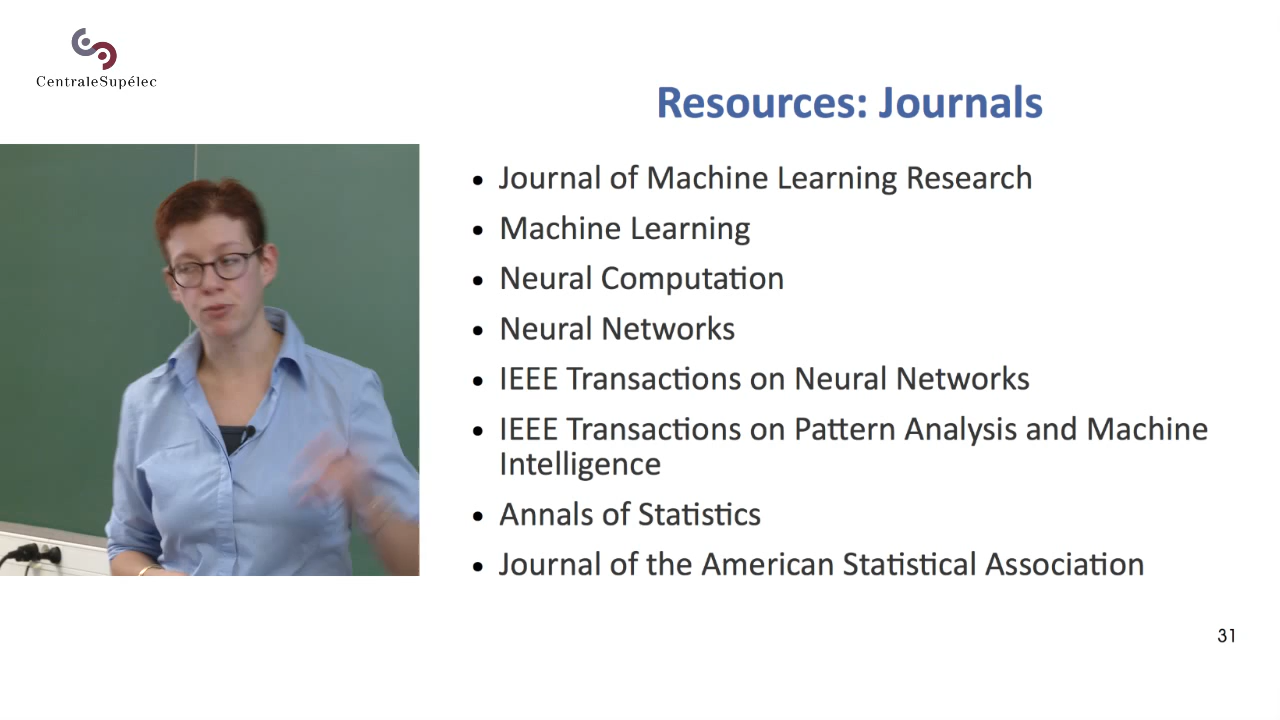 CentraleSupélec
Resources: Journals
• Journal of Machine Learning Research
• Machine Learning
• Neural Computation
• Neural Networks
• IEEE Transactions on Neural Networks
• IEEE Transactions on Pattern Analysis and Machine
Intelligence
• Annals of Statistics
• Journal of the American Statistical Association
31